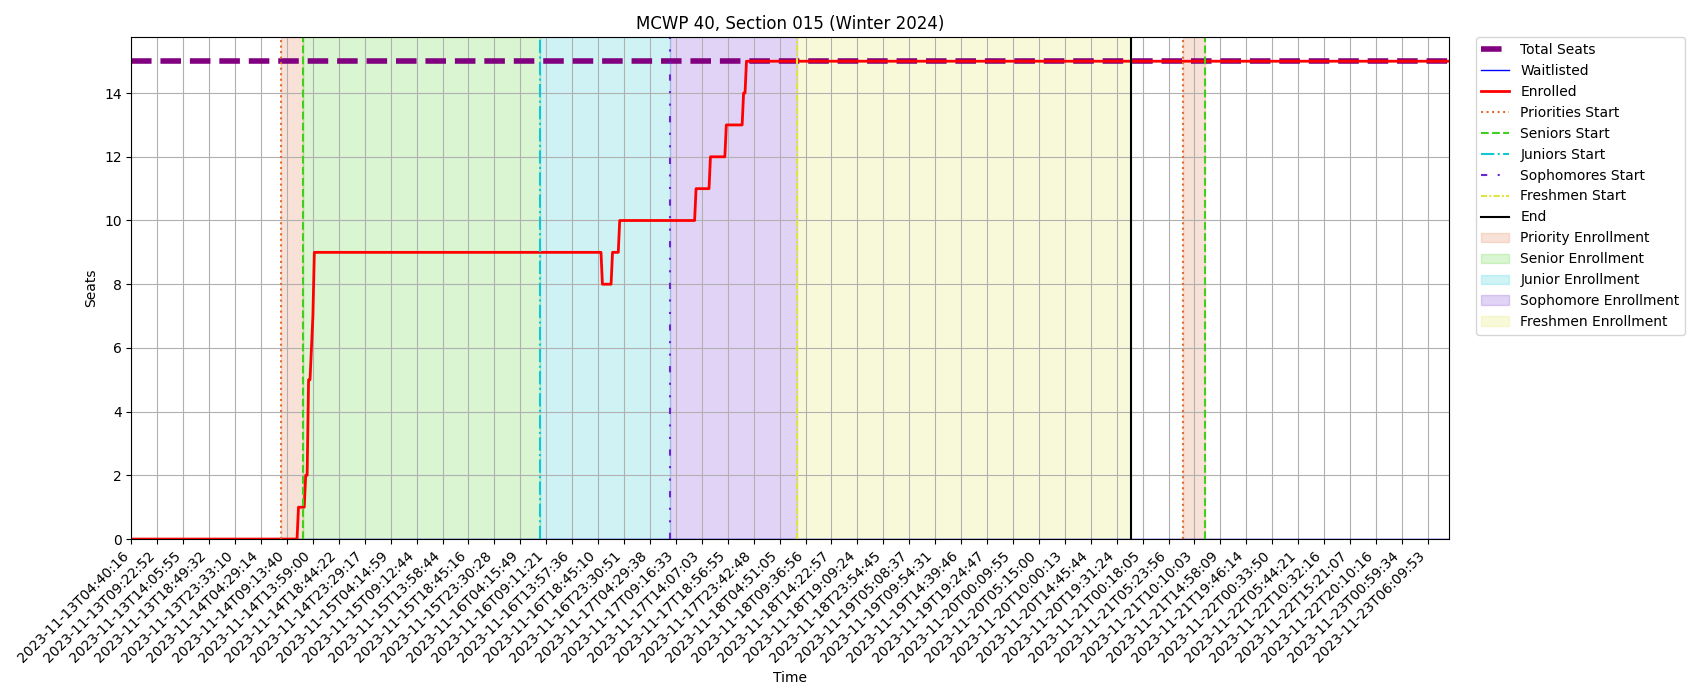 MCWP 40, Section 015 (Winter 2024)
Seats
14
12
10
8
6
4
2
0
2023-11-13T04:40:16
2023-11-13T09:22:52
2023-11-13T14:05:55
2023-11-13T18:49:32
2023-11-13T23:33:10
2023-11-14T04:29:14
2023-11-14T09:13:40
2023-11-14T13:59:00
2023-11-14T18:44:22
2023-11-14T23:29:17
2023-11-15T04:14:59
2023-11-15T09:12:44
2023-11-15T13:58:44
2023-11-15T18:45:16
2023-11-15T23:30:28
2023-11-16T04:15:49
2023-11-16T09:11:21
2023-11-16T13:57:36
2023-11-16T18:45:10
2023-11-16T23:30:51
2023-11-17T04:29:38
2023-11-17T09:16:33
2023-11-17T14:07:03
2023-11-17T18:56:55
2023-11-17T23:42:48
2023-11-18T04:51:05
2023-11-18T09:36:56
2023-11-18T14:22:57
2023-11-18T19:09:24
2023-11-18T23:54:45
2023-11-19T05:08:37
2023-11-19T09:54:31
2023-11-19T14:39:46
2023-11-19T19:24:47
2023-11-20T00:09:55
2023-11-20T05:15:00
2023-11-20T10:00:13
2023-11-20T14:45:44
2023-11-20T19:31:24
2023-11-21T00:18:05
2023-11-21T05:23:56
2023-11-21T10:10:03
2023-11-21T14:58:09
2023-11-21T19:46:14
2023-11-22T00:33:50
2023-11-22T05:44:21
2023-11-22T10:32:16
2023-11-22T15:21:07
2023-11-22T20:10:16
2023-11-23T00:59:34
2023-11-23T06:09:53
Time
Total Seats
Waitlisted
Enrolled
Priorities Start
Seniors Start
Juniors Start
Sophomores Start
Freshmen Start
End
Priority Enrollment
Senior Enrollment
Junior Enrollment
Sophomore Enrollment
Freshmen Enrollment